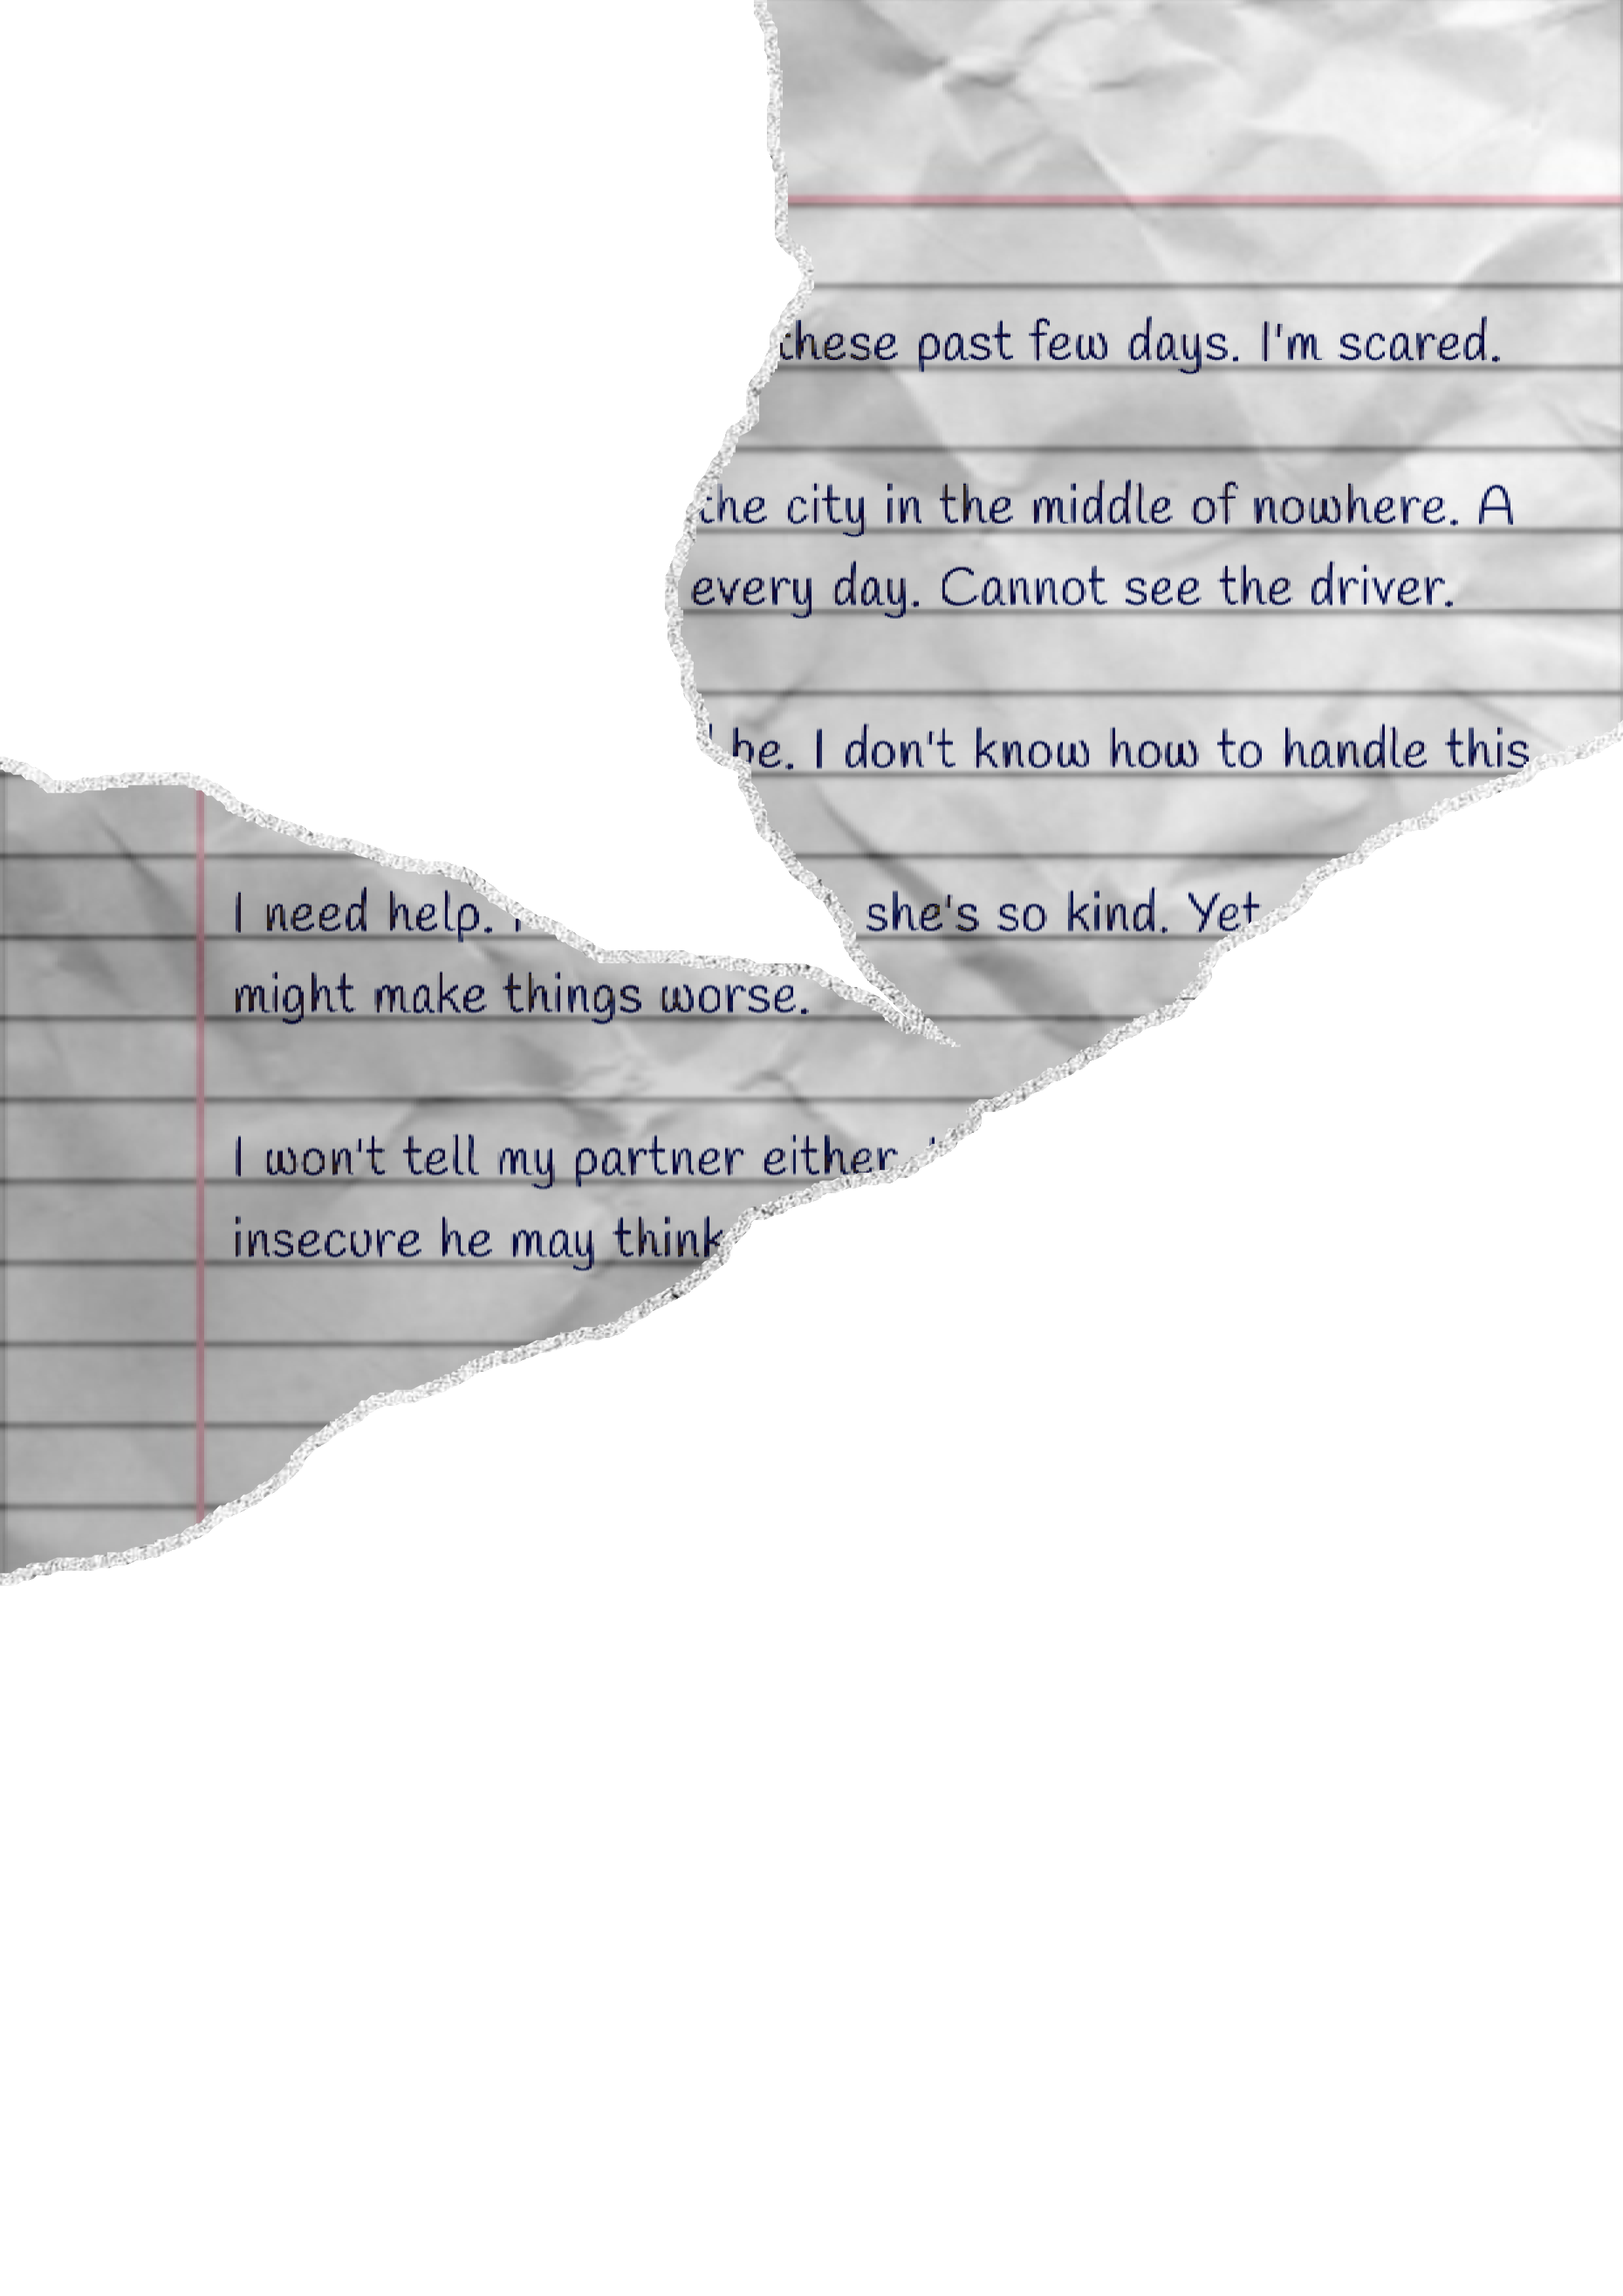 these past few days. I'm scared.
the city in the middle of nowhere. A
every day. Cannot see the driver.
be. I don't know how to handle this
I need help. she's so kind. Yet
might make things worse.
I won't tell my partner either
insecure he may think